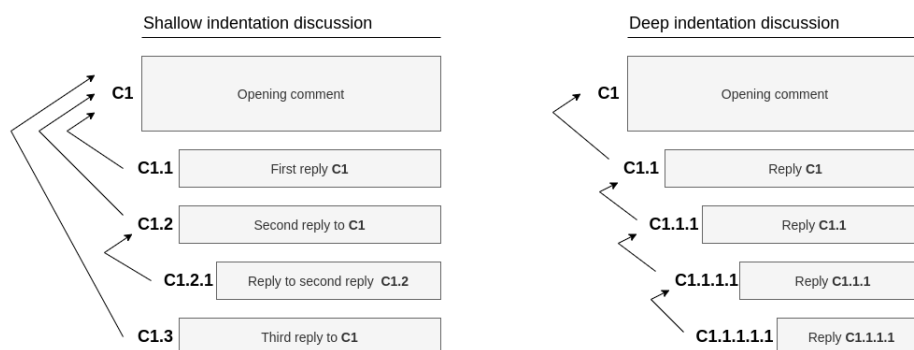 Shallow indentation discussion
C1 Opening comment
C1.1 First reply C1
C1.2 Second reply to C1
C1.2.1 Reply to second reply C1.2
C1.3 Third reply to C1
Deep indentation discussion
C1 Opening comment
C1.1 Reply C1
C1.1.1 Reply C1.1
C1.1.1.1 Reply C1.1.1
C1.1.1.1.1 Reply C1.1.1.1